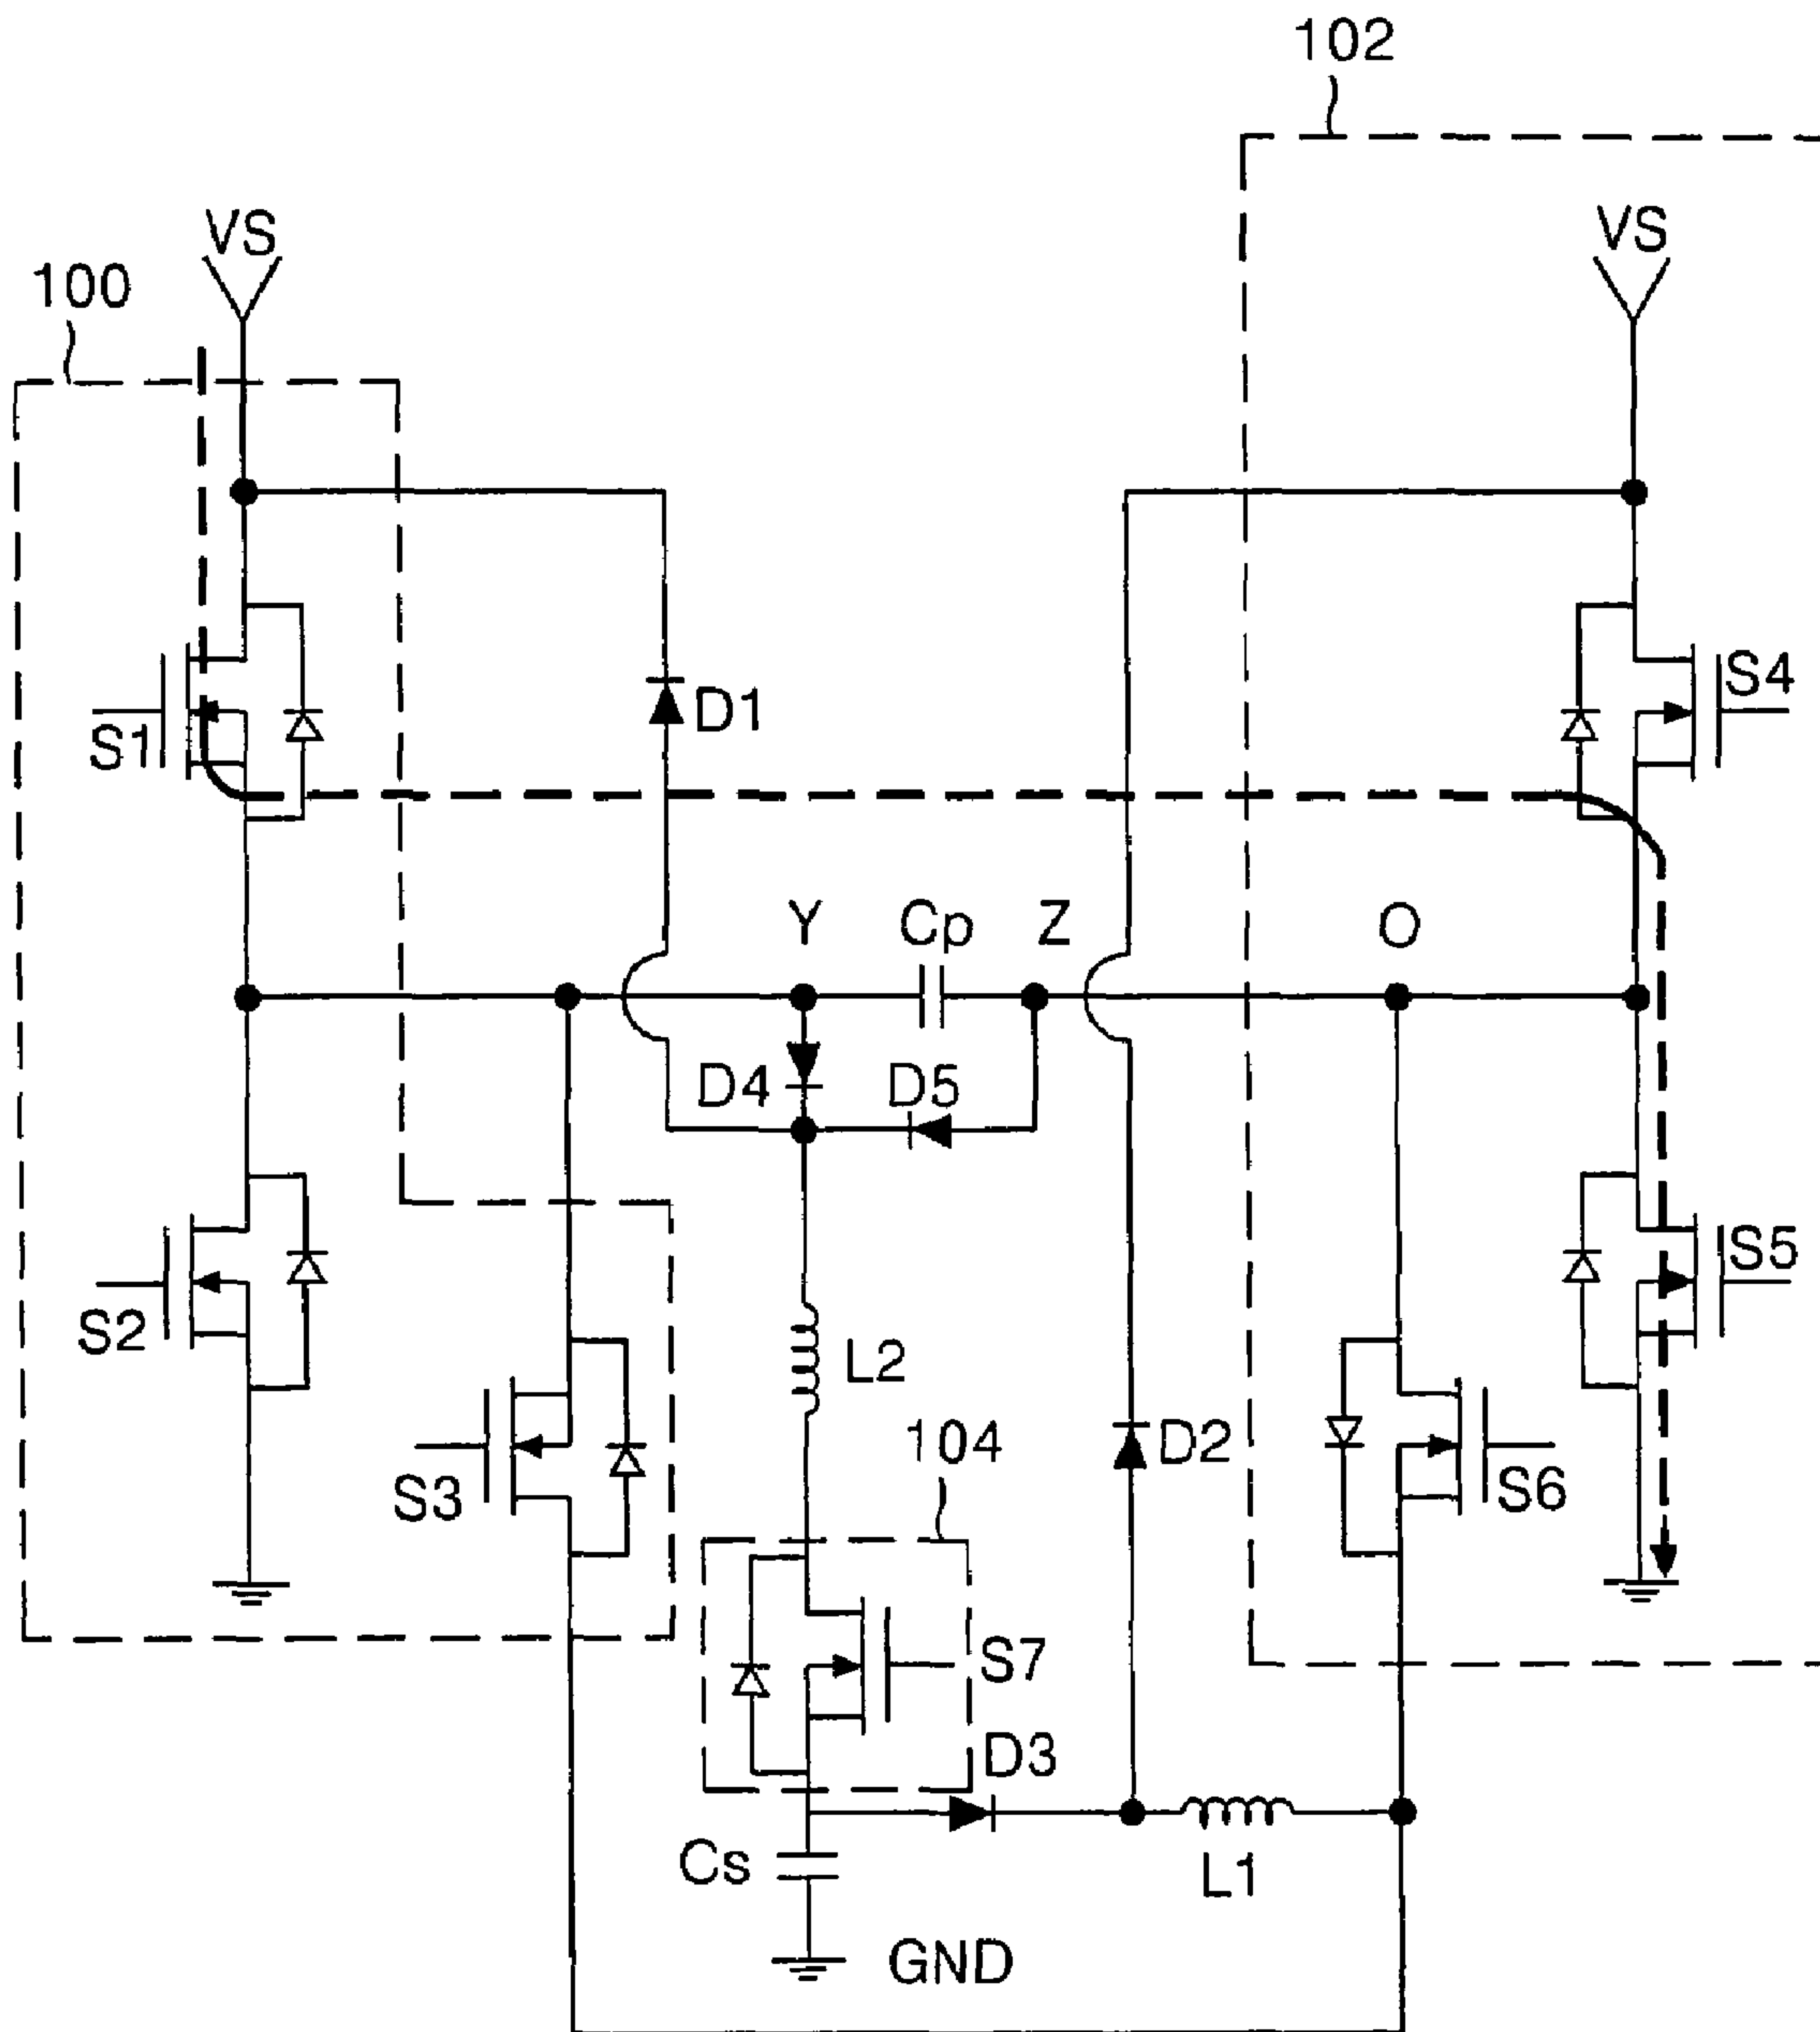 102
VS
VS
100
S1
D1
S4
Y
Cp
Z
O
D4
D5
S2
L2
S5
104
D2
S3
S6
S7
D3
Cs
L1
GND